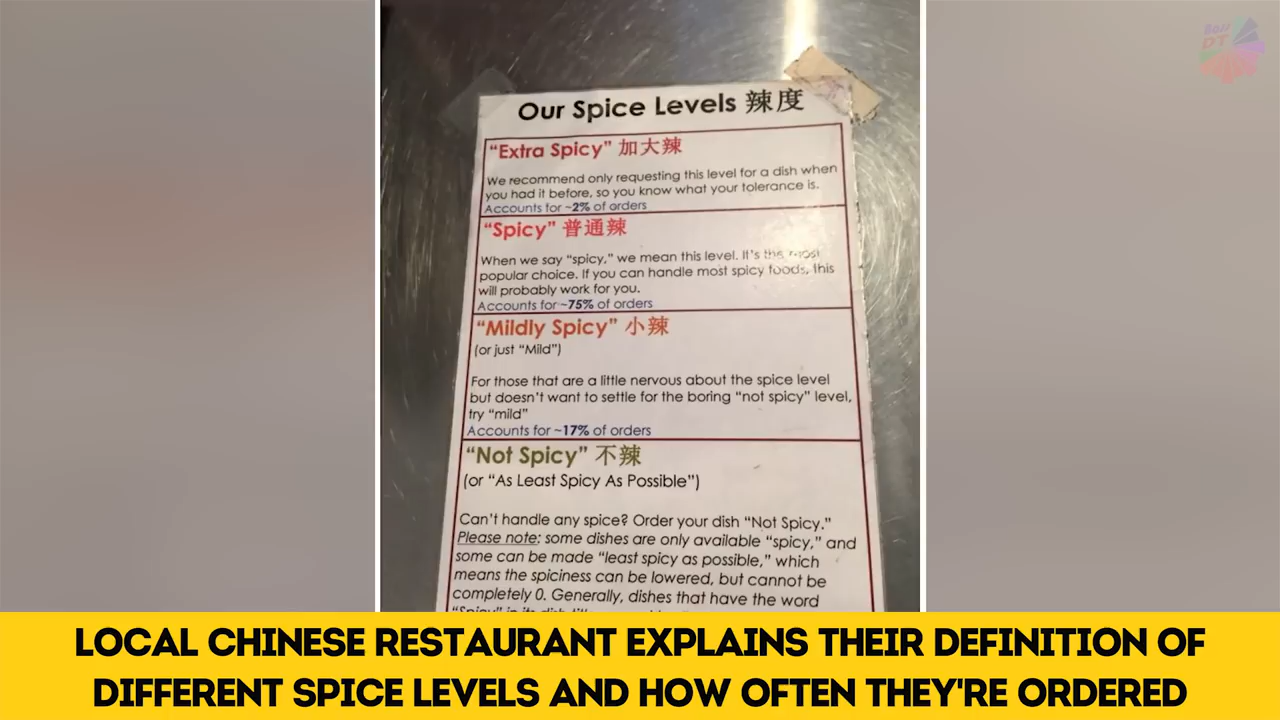 Our Spice Levels 辣度
“Extra Spicy” 加大辣
We recommend only requesting this level for a dish when
you had it before, so you know what your tolerance is.
Accounts for ~2% of orders
“Spicy” 普通辣
When we say “spicy,” we mean this level. It’s the most
popular choice. If you can handle most spicy foods, this
will probably work for you.
Accounts for ~75% of orders
“Mildly Spicy” 小辣
(or just “Mild”)
For those that are a little nervous about the spice level
but doesn’t want to settle for the boring “not spicy” level,
try “mild”
Accounts for ~17% of orders
“Not Spicy” 不辣
(or “As Least Spicy As Possible”)
Can’t handle any spice? Order your dish “Not Spicy.”
Please note: some dishes are only available “spicy,” and
some can be made “least spicy as possible,” which
means the spiciness can be lowered, but cannot be
completely 0. Generally, dishes that have the word
LOCAL CHINESE RESTAURANT EXPLAINS THEIR DEFINITION OF
DIFFERENT SPICE LEVELS AND HOW OFTEN THEY'RE ORDERED